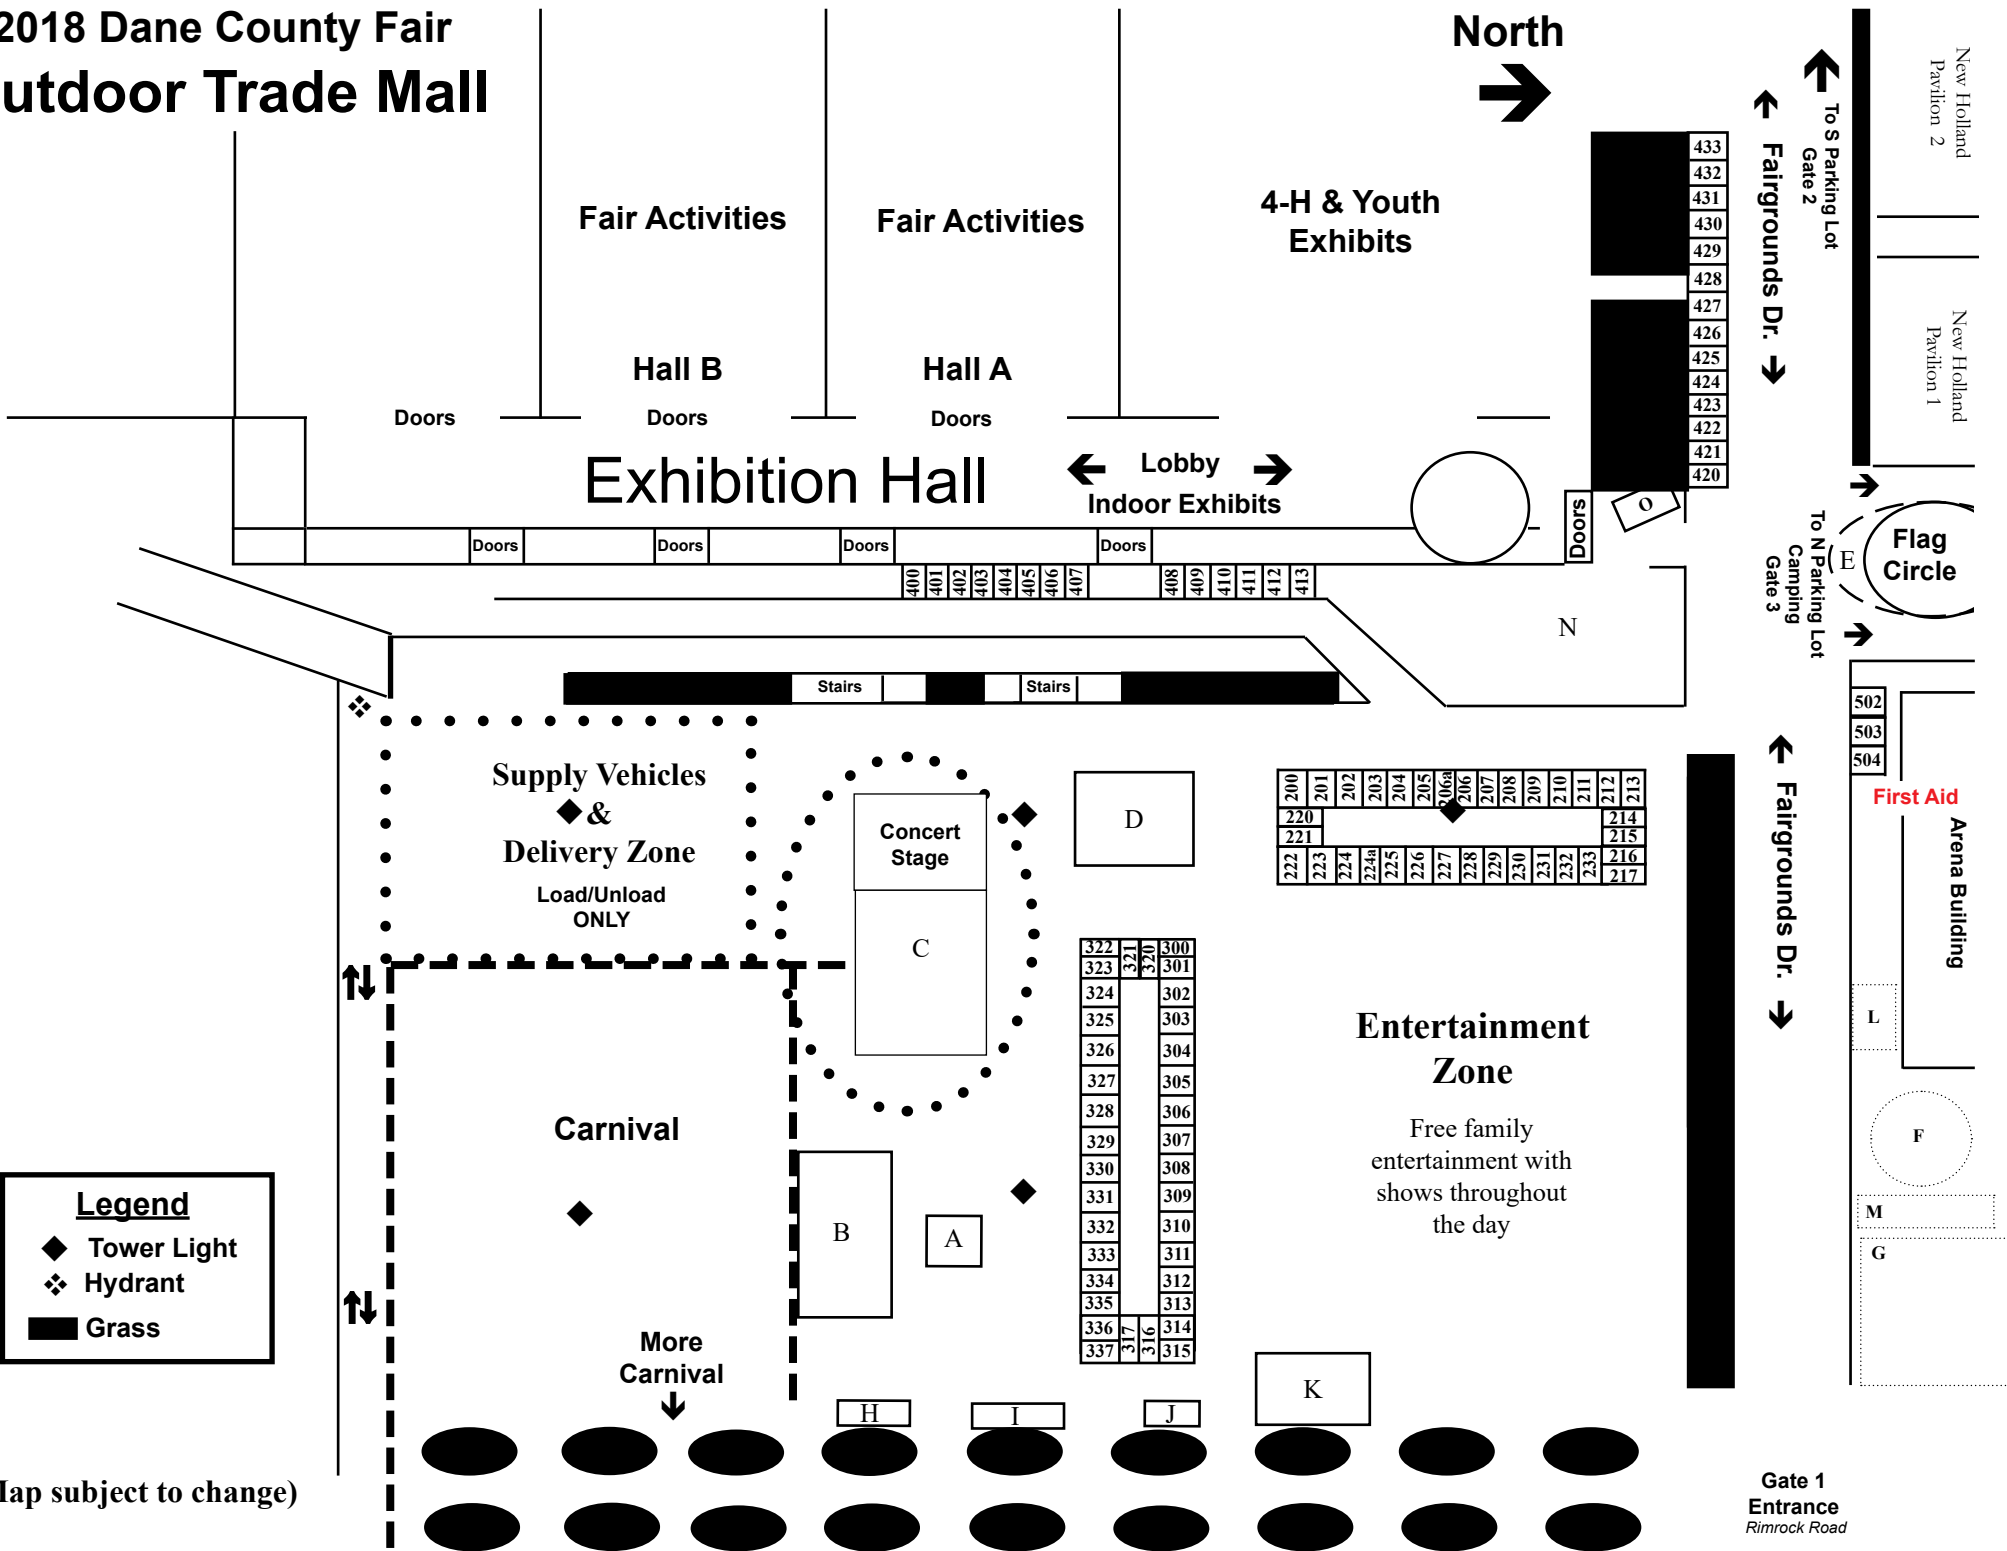 2018 Dane County Fair
utdoor Trade Mall
North
New Holland
Pavilion 2
To S Parking Lot
Gate 2
Fairgrounds Dr.
433
432
431
430
429
428
427
426
425
424
423
422
421
420
Fair Activities
Fair Activities
4-H & Youth
Exhibits
New Holland
Pavilion 1
Hall B
Hall A
Doors
Doors
Doors
Exhibition Hall
Lobby
Indoor Exhibits
Doors
Doors
Doors
Doors
Doors
O
To N Parking Lot
Camping
Gate 3
E
Flag
Circle
400
401
402
403
404
405
406
407
408
409
410
411
412
413
N
Stairs
Stairs
502
503
504
First Aid
Arena Building
Supply Vehicles
&
Delivery Zone
Load/Unload
ONLY
Concert
Stage
C
D
200
201
202
203
204
205
206a
206
207
208
209
210
211
212
213
220
221
214
215
216
217
222
223
224
224a
225
226
227
228
229
230
231
232
233
Fairgrounds Dr.
322
321
320
300
323
301
324
302
325
303
326
304
327
305
328
306
329
307
330
308
331
309
332
310
333
311
334
312
335
313
336
317
316
314
337
315
Entertainment
Zone
Free family
entertainment with
shows throughout
the day
L
F
M
G
Carnival
B
A
Legend
Tower Light
Hydrant
Grass
More
Carnival
H
I
J
K
Iap subject to change)
Gate 1
Entrance
Rimrock Road